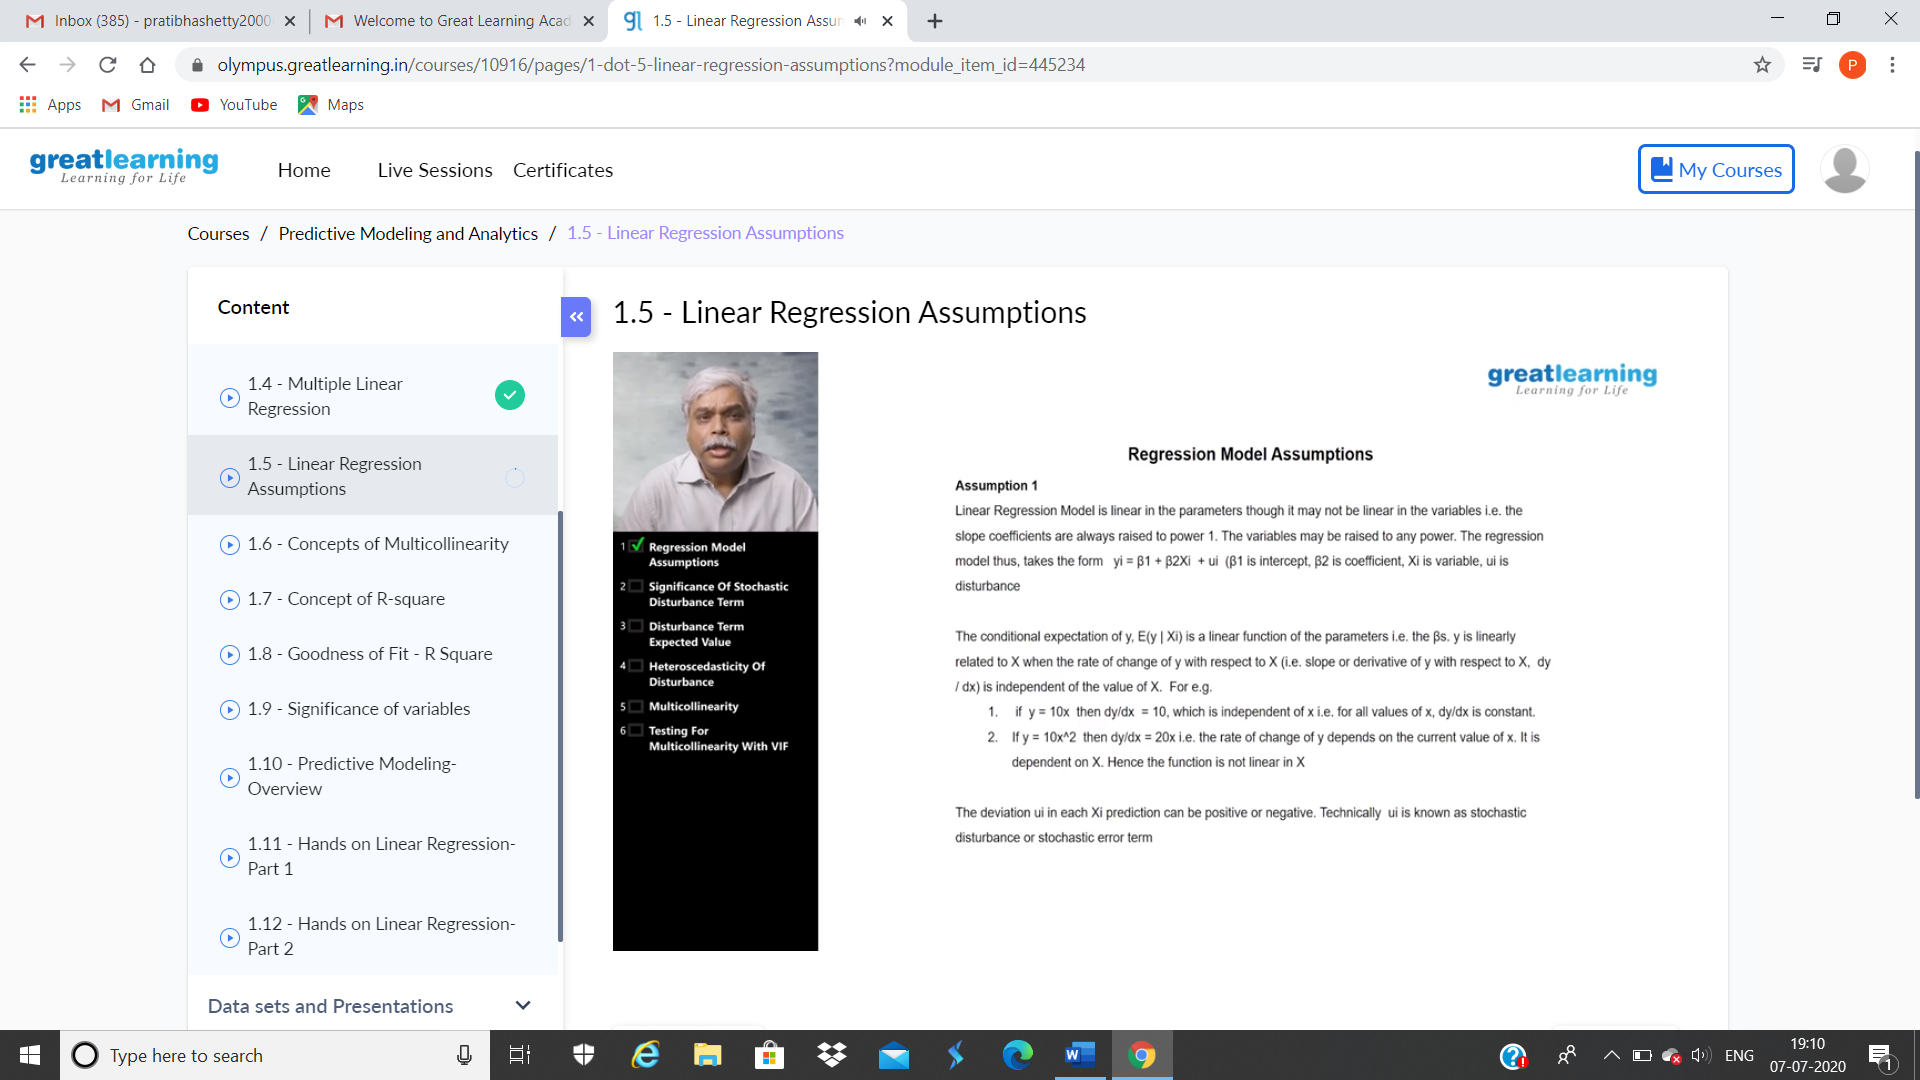 Inbox (385) - pratibhashetty2000
Welcome to Great Learning Acad
1.5 - Linear Regression Assum
olympus.greatlearning.in/courses/10916/pages/1-dot-5-linear-regression-assumptions?module_item_id=445234
P
Apps
Gmail
YouTube
Maps
greatlearning
Learning for Life
Home
Live Sessions
Certificates
My Courses
Courses / Predictive Modeling and Analytics / 1.5 - Linear Regression Assumptions
Content
1.4 - Multiple Linear
Regression
1.5 - Linear Regression
Assumptions
1.6 - Concepts of Multicollinearity
1.7 - Concept of R-square
1.8 - Goodness of Fit - R Square
1.9 - Significance of variables
1.10 - Predictive Modeling-
Overview
1.11 - Hands on Linear Regression-
Part 1
1.12 - Hands on Linear Regression-
Part 2
Data sets and Presentations
1.5 - Linear Regression Assumptions
1 Regression Model
Assumptions
2 Significance Of Stochastic
Disturbance Term
3 Disturbance Term
Expected Value
4 Heteroscedasticity Of
Disturbance
5 Multicollinearity
6 Testing For
Multicollinearity With VIF
greatlearning
Learning for Life
Regression Model Assumptions
Assumption 1
Linear Regression Model is linear in the parameters though it may not be linear in the variables i.e. the
slope coefficients are always raised to power 1. The variables may be raised to any power. The regression
model thus, takes the form yi = β1 + β2Xi + ui (β1 is intercept, β2 is coefficient, Xi is variable, ui is
disturbance
The conditional expectation of y, E(y | Xi) is a linear function of the parameters i.e. the βs. y is linearly
related to X when the rate of change of y with respect to X (i.e. slope or derivative of y with respect to X, dy
/ dx) is independent of the value of X. For e.g.
1. if y = 10x then dy/dx = 10, which is independent of x i.e. for all values of x, dy/dx is constant.
2. If y = 10x^2 then dy/dx = 20x i.e. the rate of change of y depends on the current value of x. It is
dependent on X. Hence the function is not linear in X
The deviation ui in each Xi prediction can be positive or negative. Technically ui is known as stochastic
disturbance or stochastic error term
Type here to search
ENG
19:10
07-07-2020
1